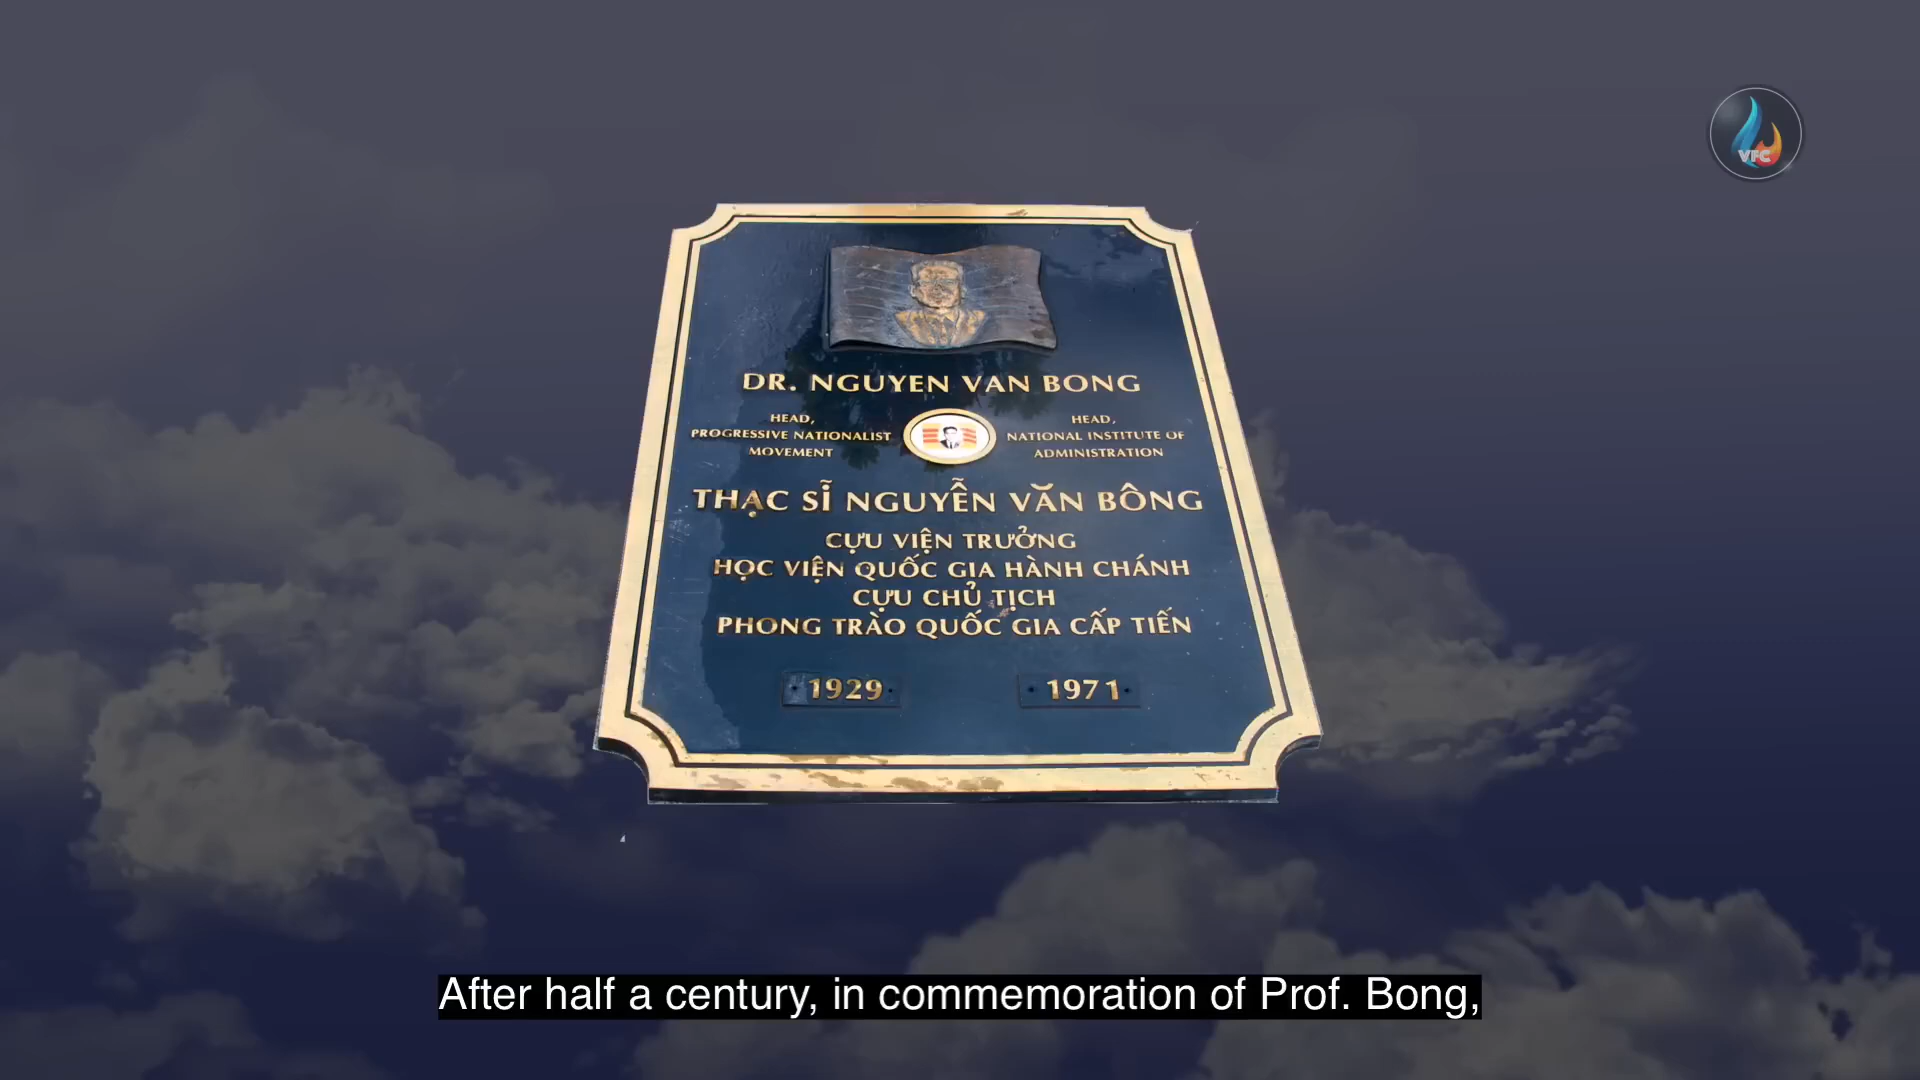 VFC
DR. NGUYEN VAN BONG
HEAD,
PROGRESSIVE NATIONALIST
MOVEMENT
HEAD,
NATIONAL INSTITUTE OF
ADMINISTRATION
THẠC SĨ NGUYỄN VĂN BÔNG
CỰU VIỆN TRƯỞNG
HỌC VIỆN QUỐC GIA HÀNH CHÁNH
CỰU CHỦ TỊCH
PHONG TRÀO QUỐC GIA CẤP TIẾN
1929
1971
After half a century, in commemoration of Prof. Bong,